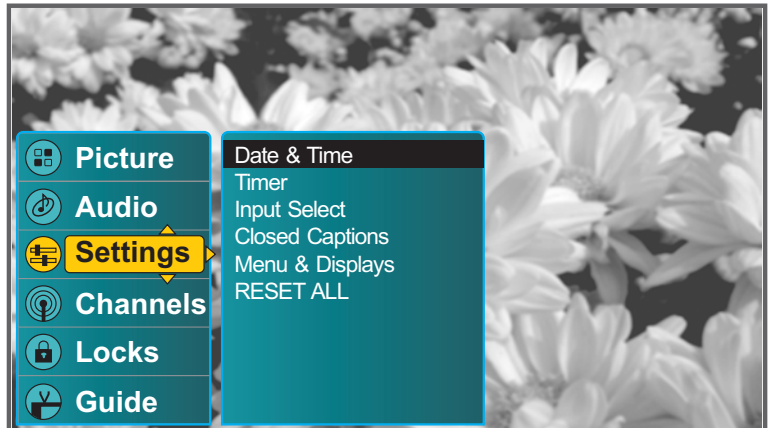 Picture
Audio
Settings
Channels
Locks
Guide
Date & Time
Timer
Input Select
Closed Captions
Menu & Displays
RESET ALL